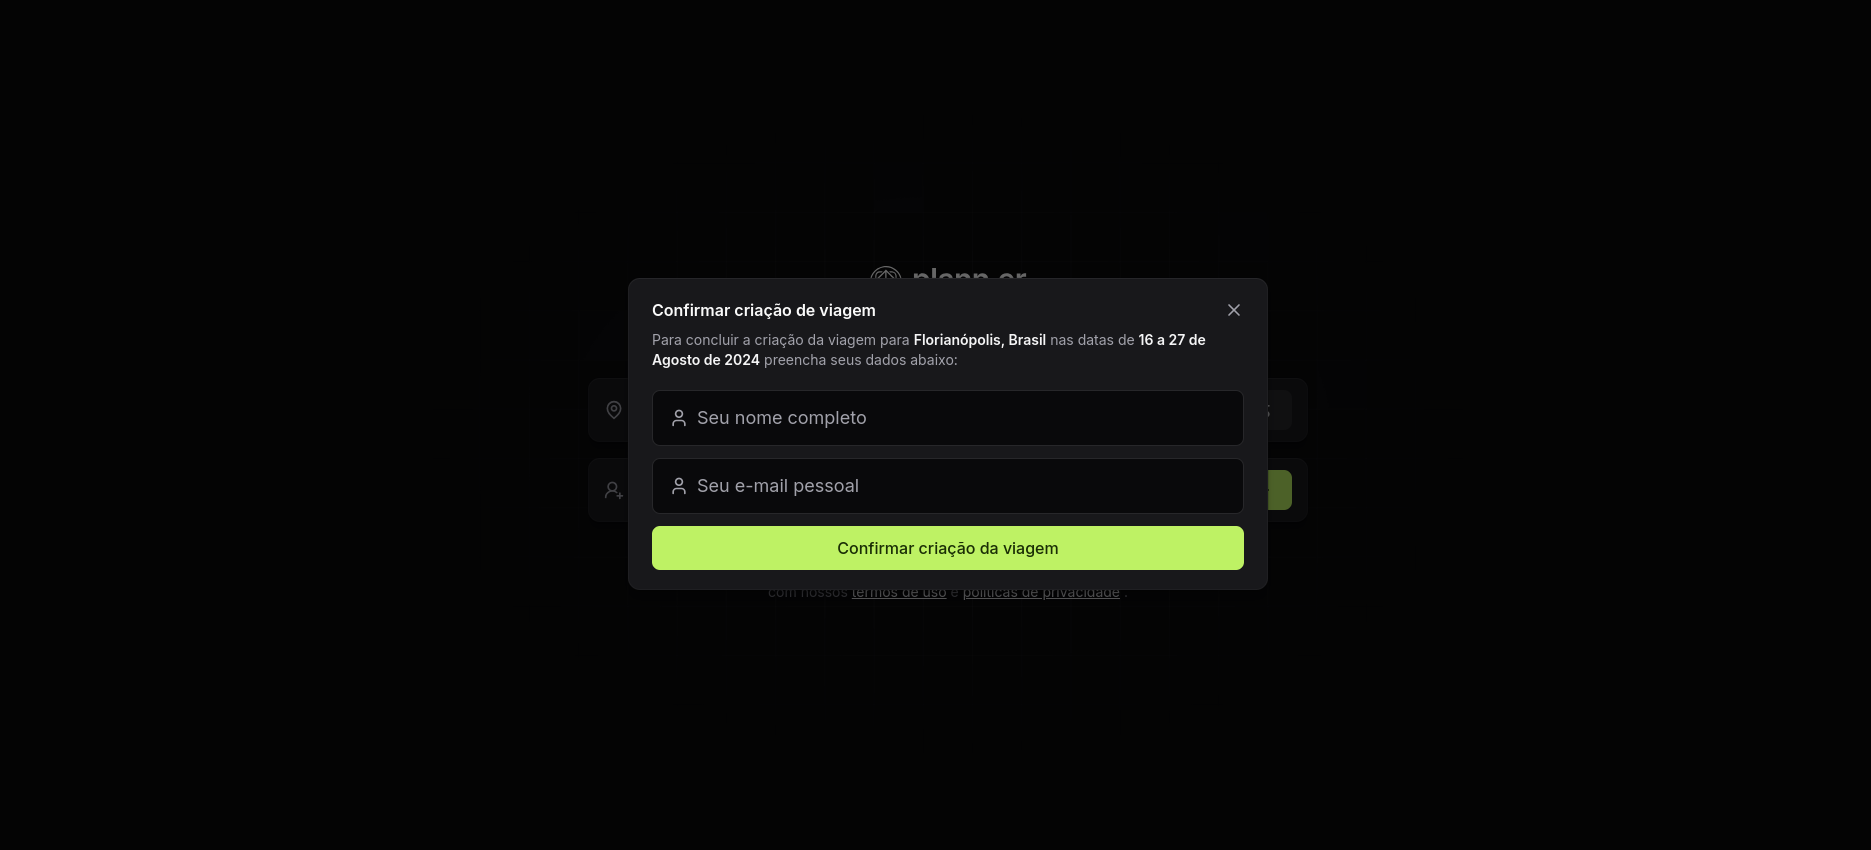 plann.er
Confirmar criação de viagem
Para concluir a criação da viagem para Florianópolis, Brasil nas datas de 16 a 27 de
Agosto de 2024 preencha seus dados abaixo:
Seu nome completo
Seu e-mail pessoal
Confirmar criação da viagem
com nossos termos de uso e políticas de privacidade .